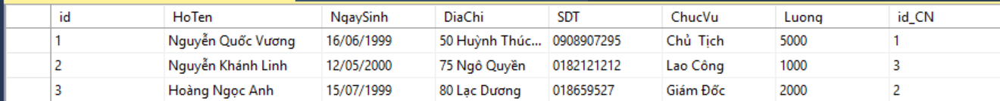 id HoTen NgaySinh DiaChi SDT ChucVu Luong id_CN
1 Nguyễn Quốc Vương 16/06/1999 50 Huỳnh Thúc... 0908907295 Chủ Tịch 5000 1
2 Nguyễn Khánh Linh 12/05/2000 75 Ngô Quyền 0182121212 Lao Công 1000 3
3 Hoàng Ngọc Anh 15/07/1999 80 Lạc Dương 018659527 Giám Đốc 2000 2